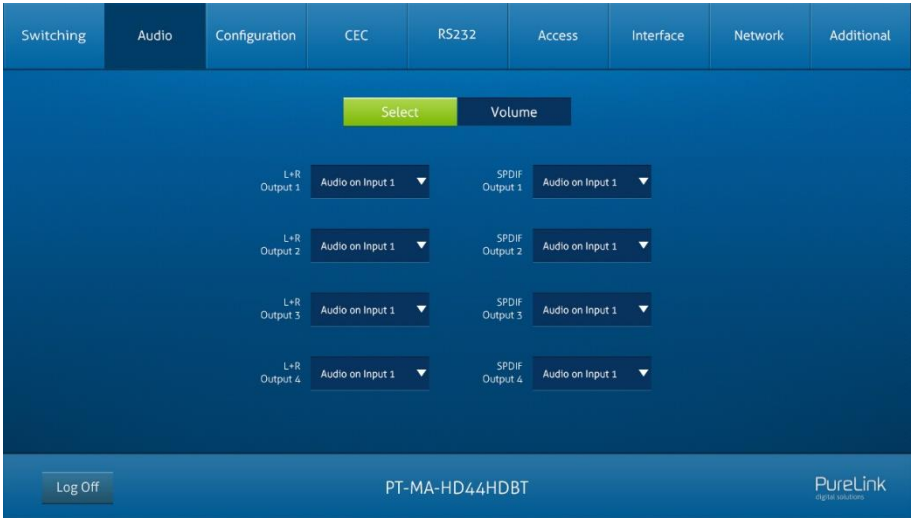 Switching Audio Configuration CEC RS232 Access Interface Network Additional
Select Volume
L+R
Output 1
Audio on Input 1
SPDIF
Output 1
Audio on Input 1
L+R
Output 2
Audio on Input 1
SPDIF
Output 2
Audio on Input 1
L+R
Output 3
Audio on Input 1
SPDIF
Output 3
Audio on Input 1
L+R
Output 4
Audio on Input 1
SPDIF
Output 4
Audio on Input 1
Log Off
PT-MA-HD44HDBT
PureLink
digital solutions